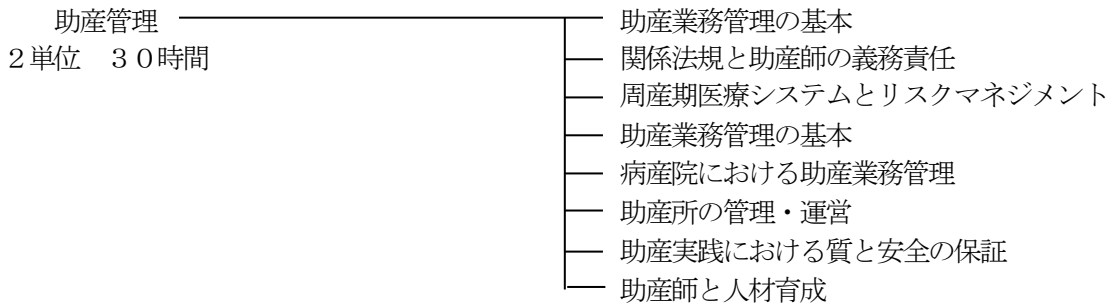 助産管理
２単位　３０時間
助産業務管理の基本
関係法規と助産師の義務責任
周産期医療システムとリスクマネジメント
助産業務管理の基本
病産院における助産業務管理
助産所の管理・運営
助産実践における質と安全の保証
助産師と人材育成